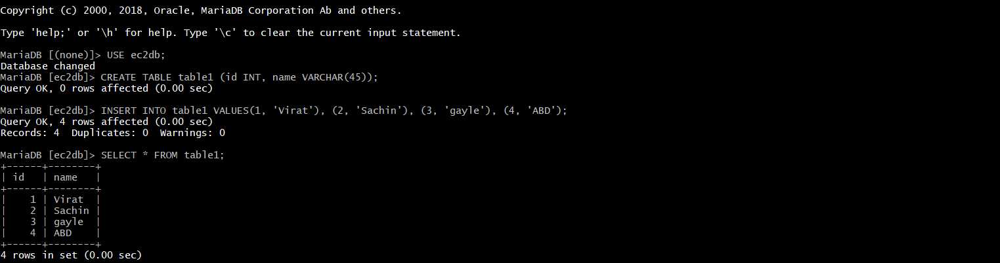 Copyright (c) 2000, 2018, Oracle, MariaDB Corporation Ab and others.

Type 'help;' or '\h' for help. Type '\c' to clear the current input statement.

MariaDB [(none)]> USE ec2db;
Database changed
MariaDB [ec2db]> CREATE TABLE table1 (id INT, name VARCHAR(45));
Query OK, 0 rows affected (0.00 sec)

MariaDB [ec2db]> INSERT INTO table1 VALUES(1, 'Virat'), (2, 'Sachin'), (3, 'gayle'), (4, 'ABD');
Query OK, 4 rows affected (0.00 sec)
Records: 4  Duplicates: 0  Warnings: 0

MariaDB [ec2db]> SELECT * FROM table1;
+------+--------+
| id   | name   |
+------+--------+
|    1 | Virat  |
|    2 | Sachin |
|    3 | gayle  |
|    4 | ABD    |
+------+--------+
4 rows in set (0.00 sec)